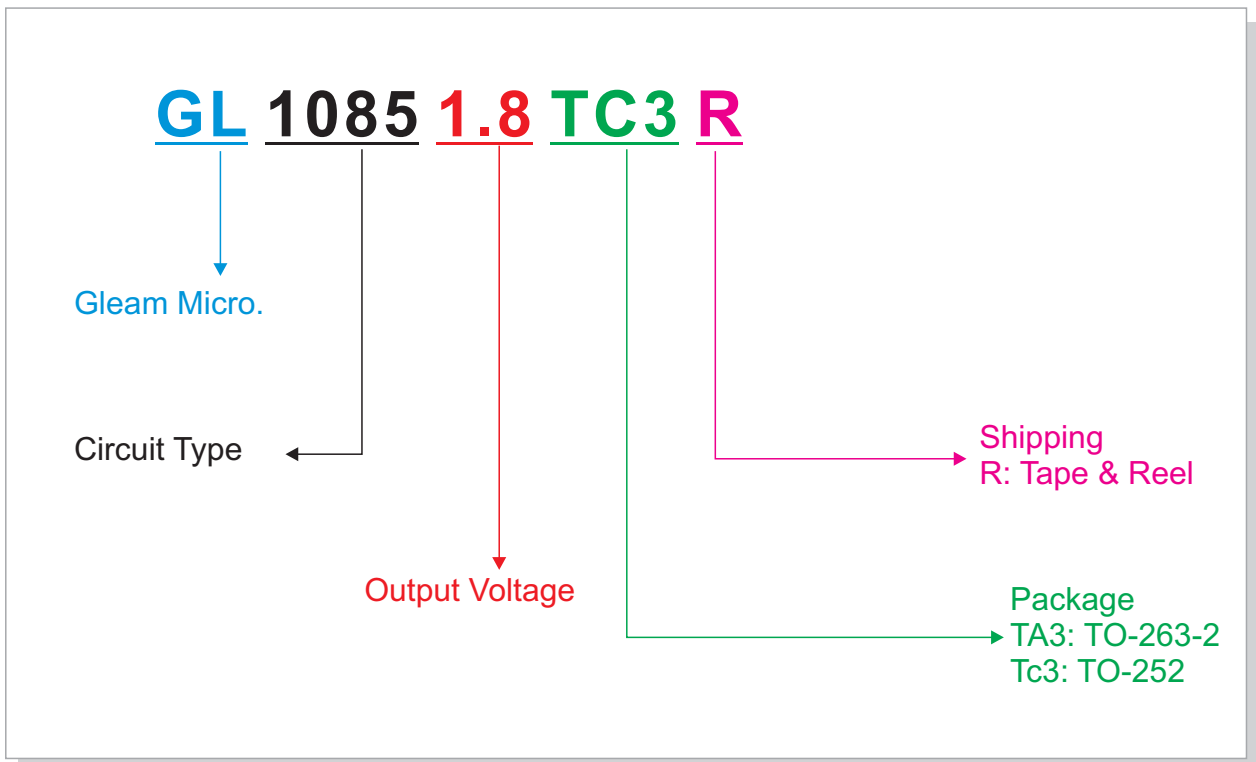 GL 1085 1.8 TC3 R
Gleam Micro.
Circuit Type
Shipping
R: Tape & Reel
Output Voltage
Package
TA3: TO-263-2
Tc3: TO-252